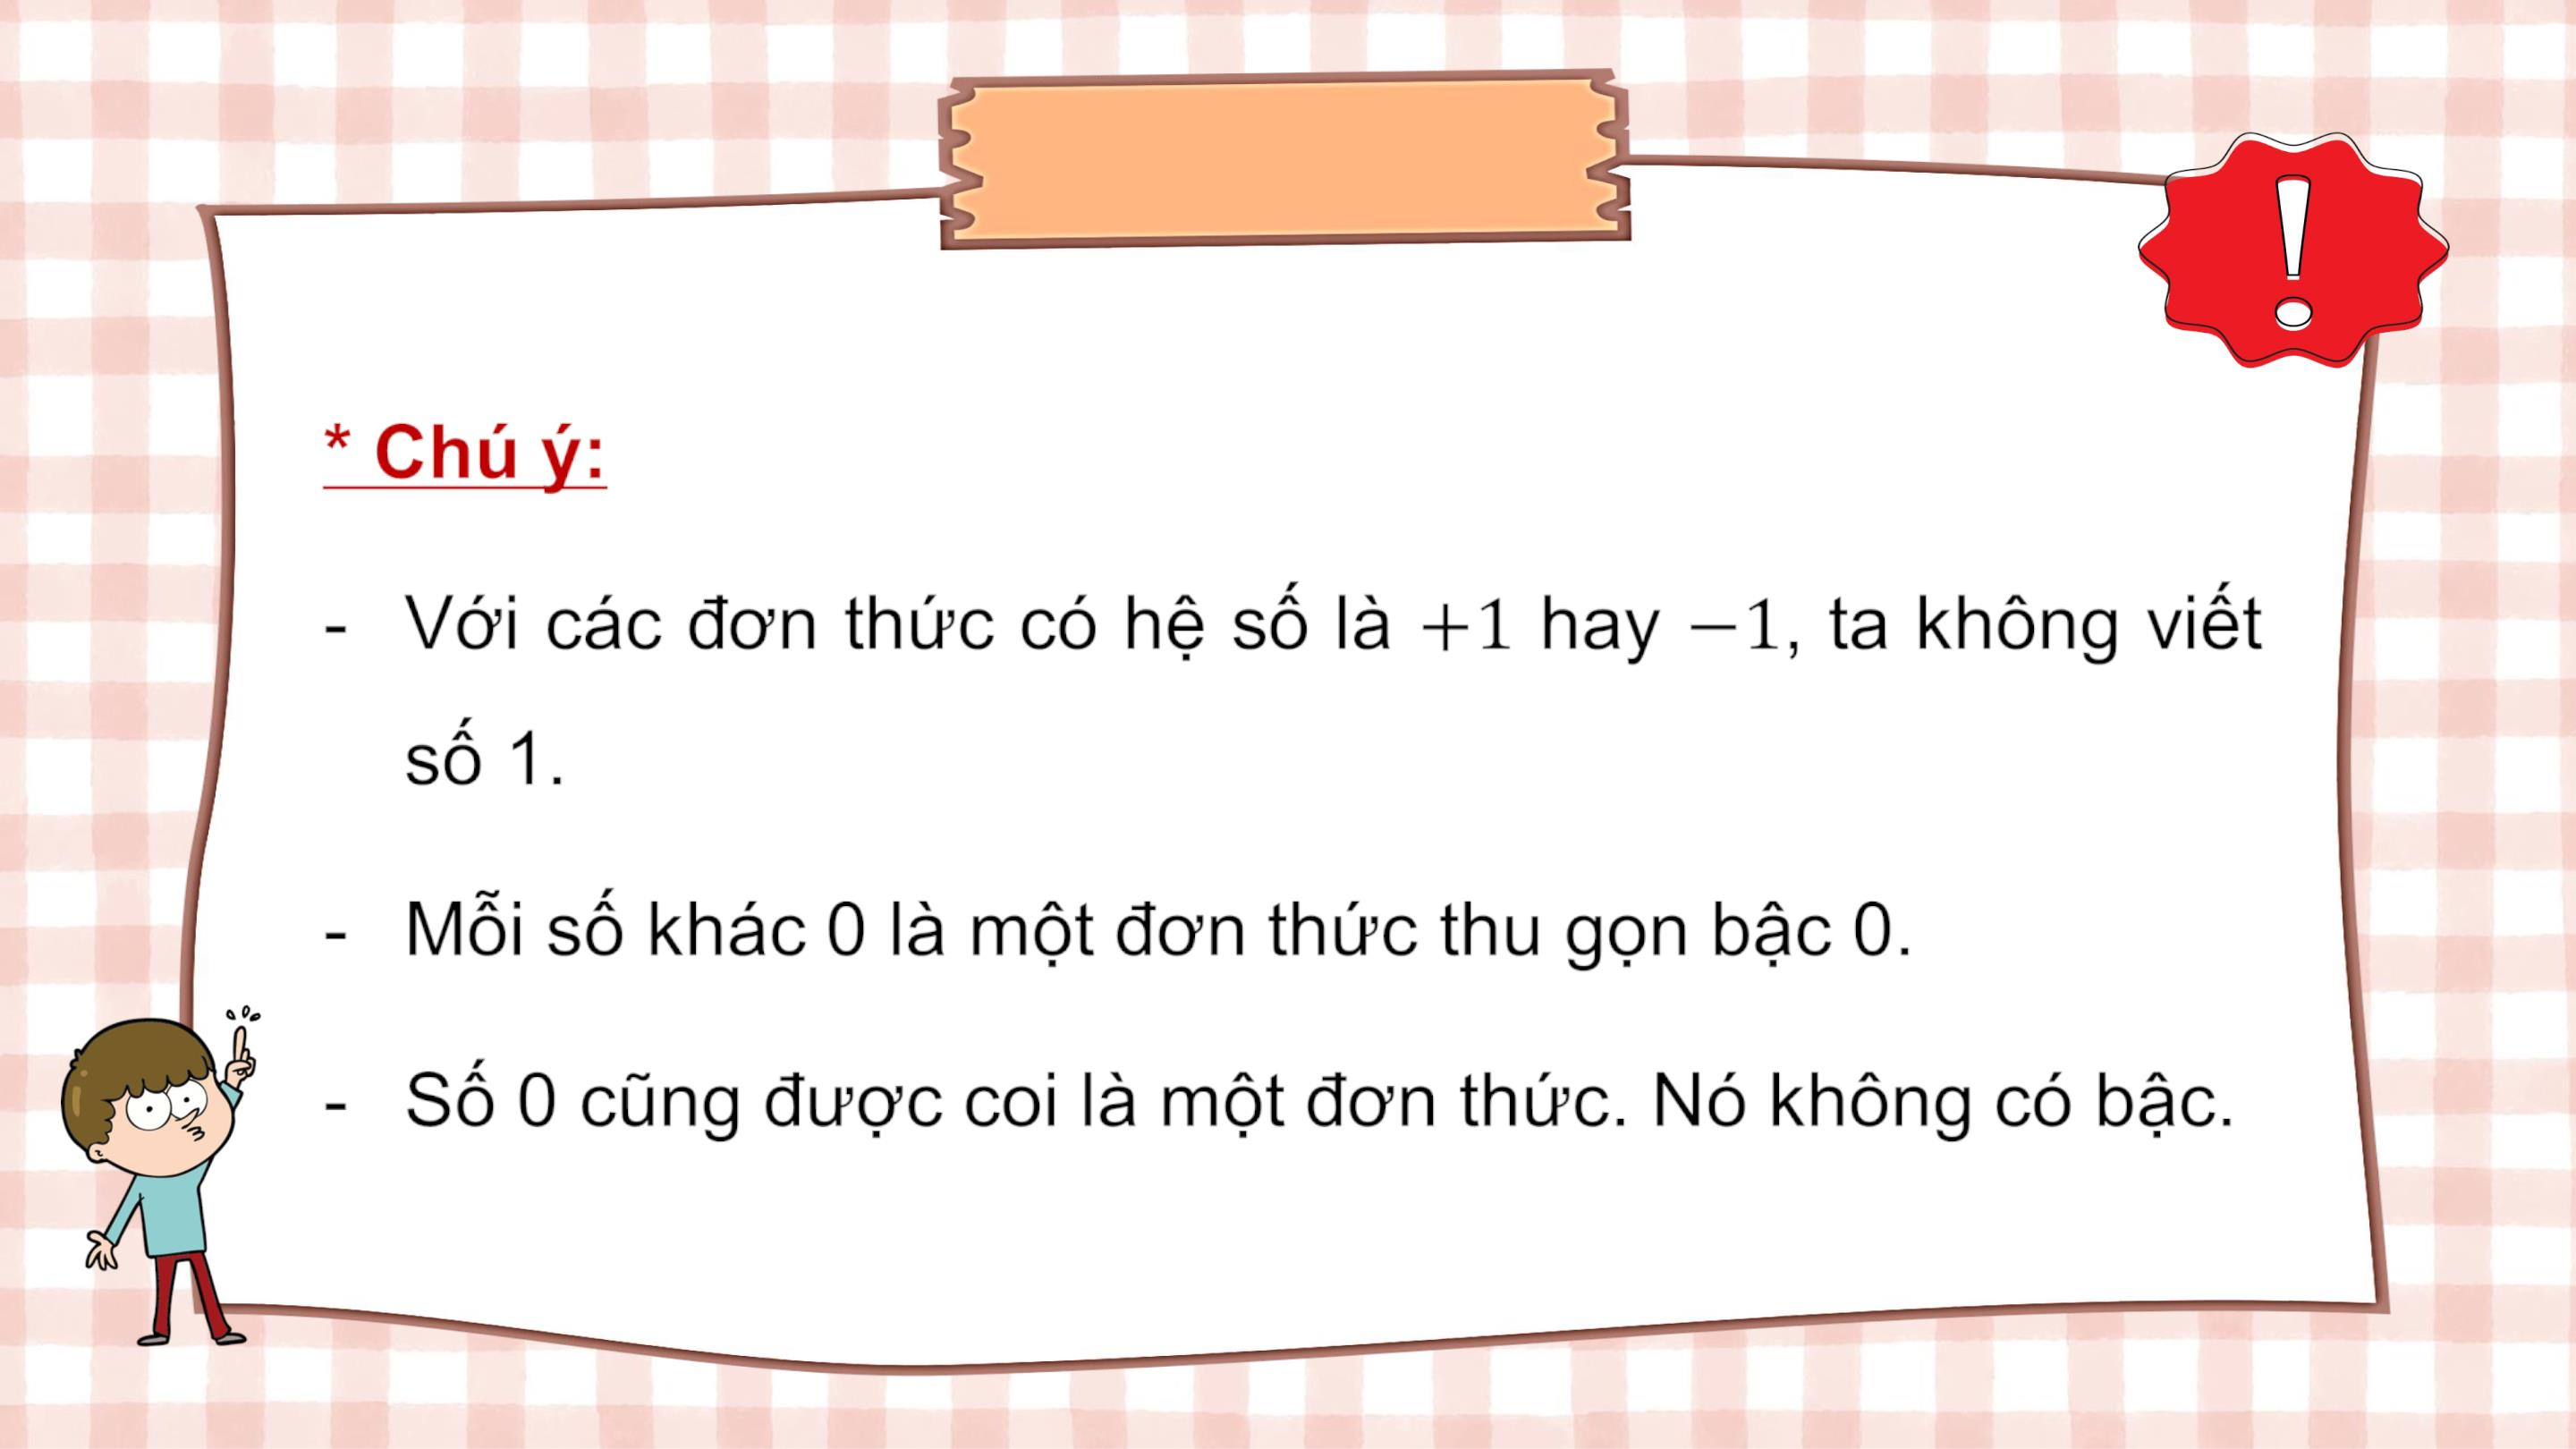 * Chú ý:
- Với các đơn thức có hệ số là +1 hay −1, ta không viết
số 1.
- Mỗi số khác 0 là một đơn thức thu gọn bậc 0.
- Số 0 cũng được coi là một đơn thức. Nó không có bậc.